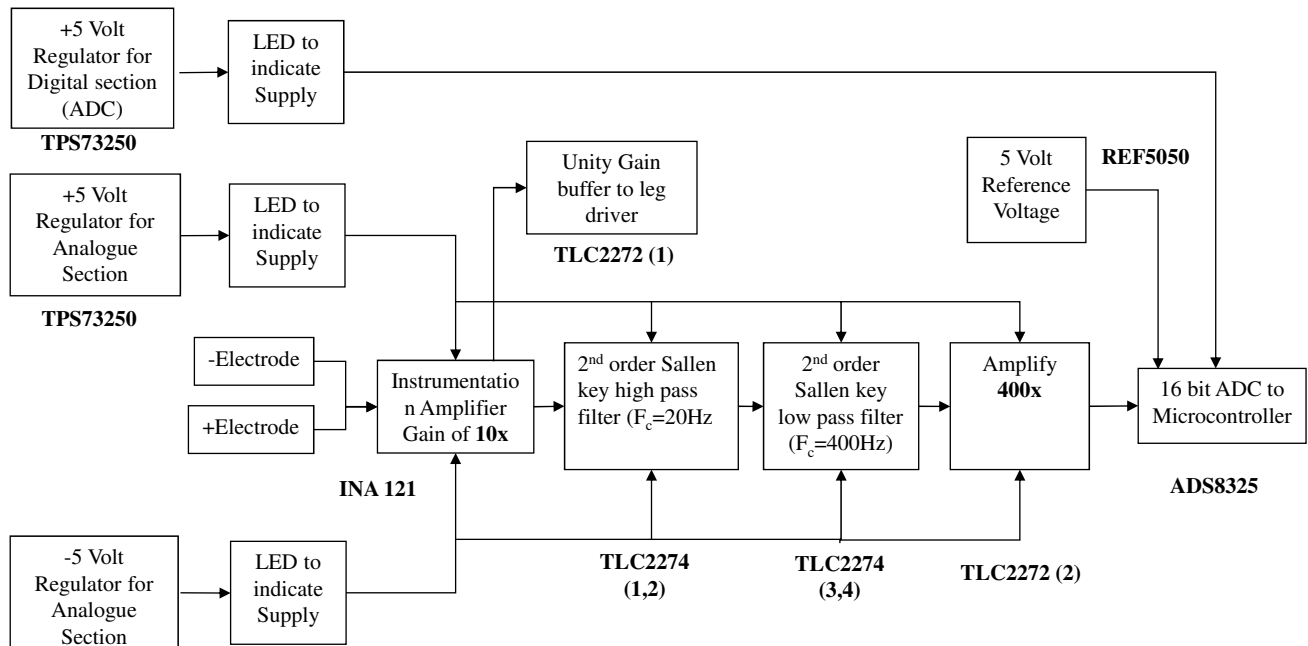 +5 Volt
Regulator for
Digital section
(ADC)
TPS73250
LED to
indicate
Supply
+5 Volt
Regulator for
Analogue
Section
TPS73250
LED to
indicate
Supply
Unity Gain
buffer to leg
driver
TLC2272 (1)
5 Volt
Reference
Voltage
REF5050
-Electrode
+Electrode
Instrumentatio
n Amplifier
Gain of 10x
INA 121
2nd order Sallen
key high pass
filter (Fc=20Hz
TLC2274
(1,2)
2nd order
Sallen key
low pass filter
(Fc=400Hz)
TLC2274
(3,4)
Amplify
400x
TLC2272 (2)
16 bit ADC to
Microcontroller
ADS8325
-5 Volt
Regulator for
Analogue
Section
LED to
indicate
Supply